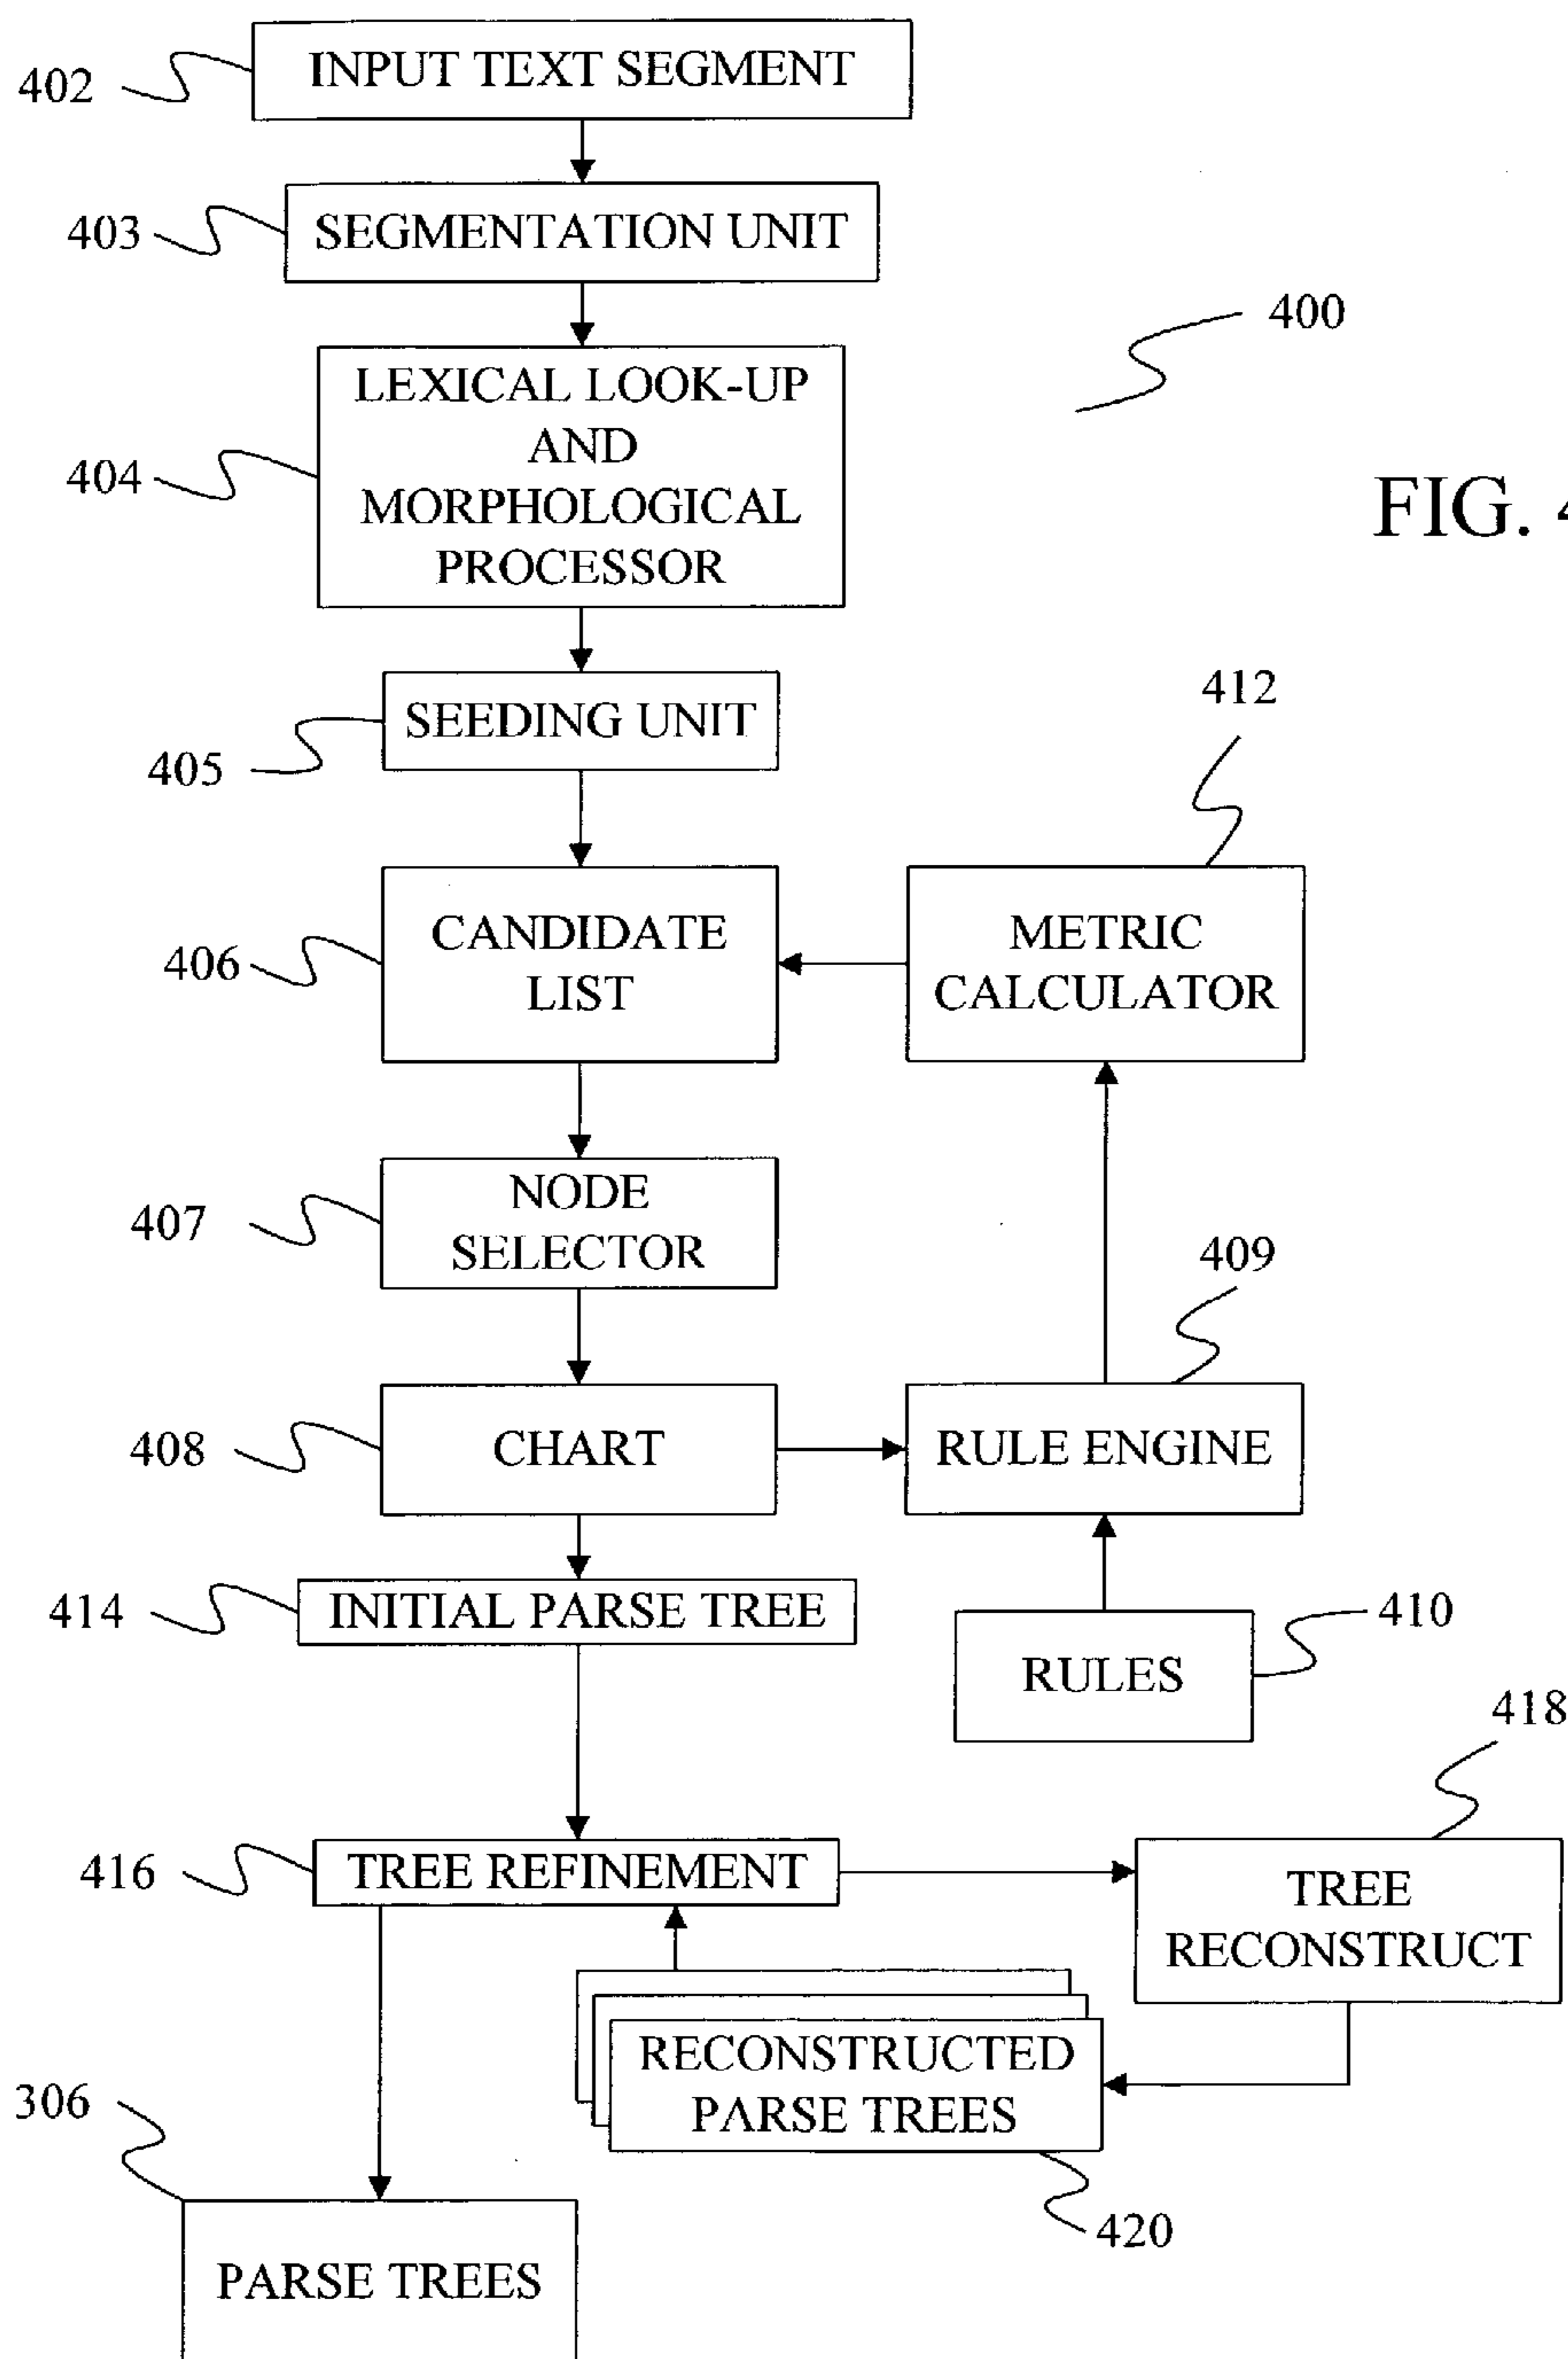 402
INPUT TEXT SEGMENT
403
SEGMENTATION UNIT
400
LEXICAL LOOK-UP
AND
MORPHOLOGICAL
PROCESSOR
404
FIG. 4
405
SEEDING UNIT
412
406
CANDIDATE
LIST
METRIC
CALCULATOR
407
NODE
SELECTOR
409
408
CHART
RULE ENGINE
414
INITIAL PARSE TREE
410
RULES
418
416
TREE REFINEMENT
TREE
RECONSTRUCT
RECONSTRUCTED
PARSE TREES
306
420
PARSE TREES